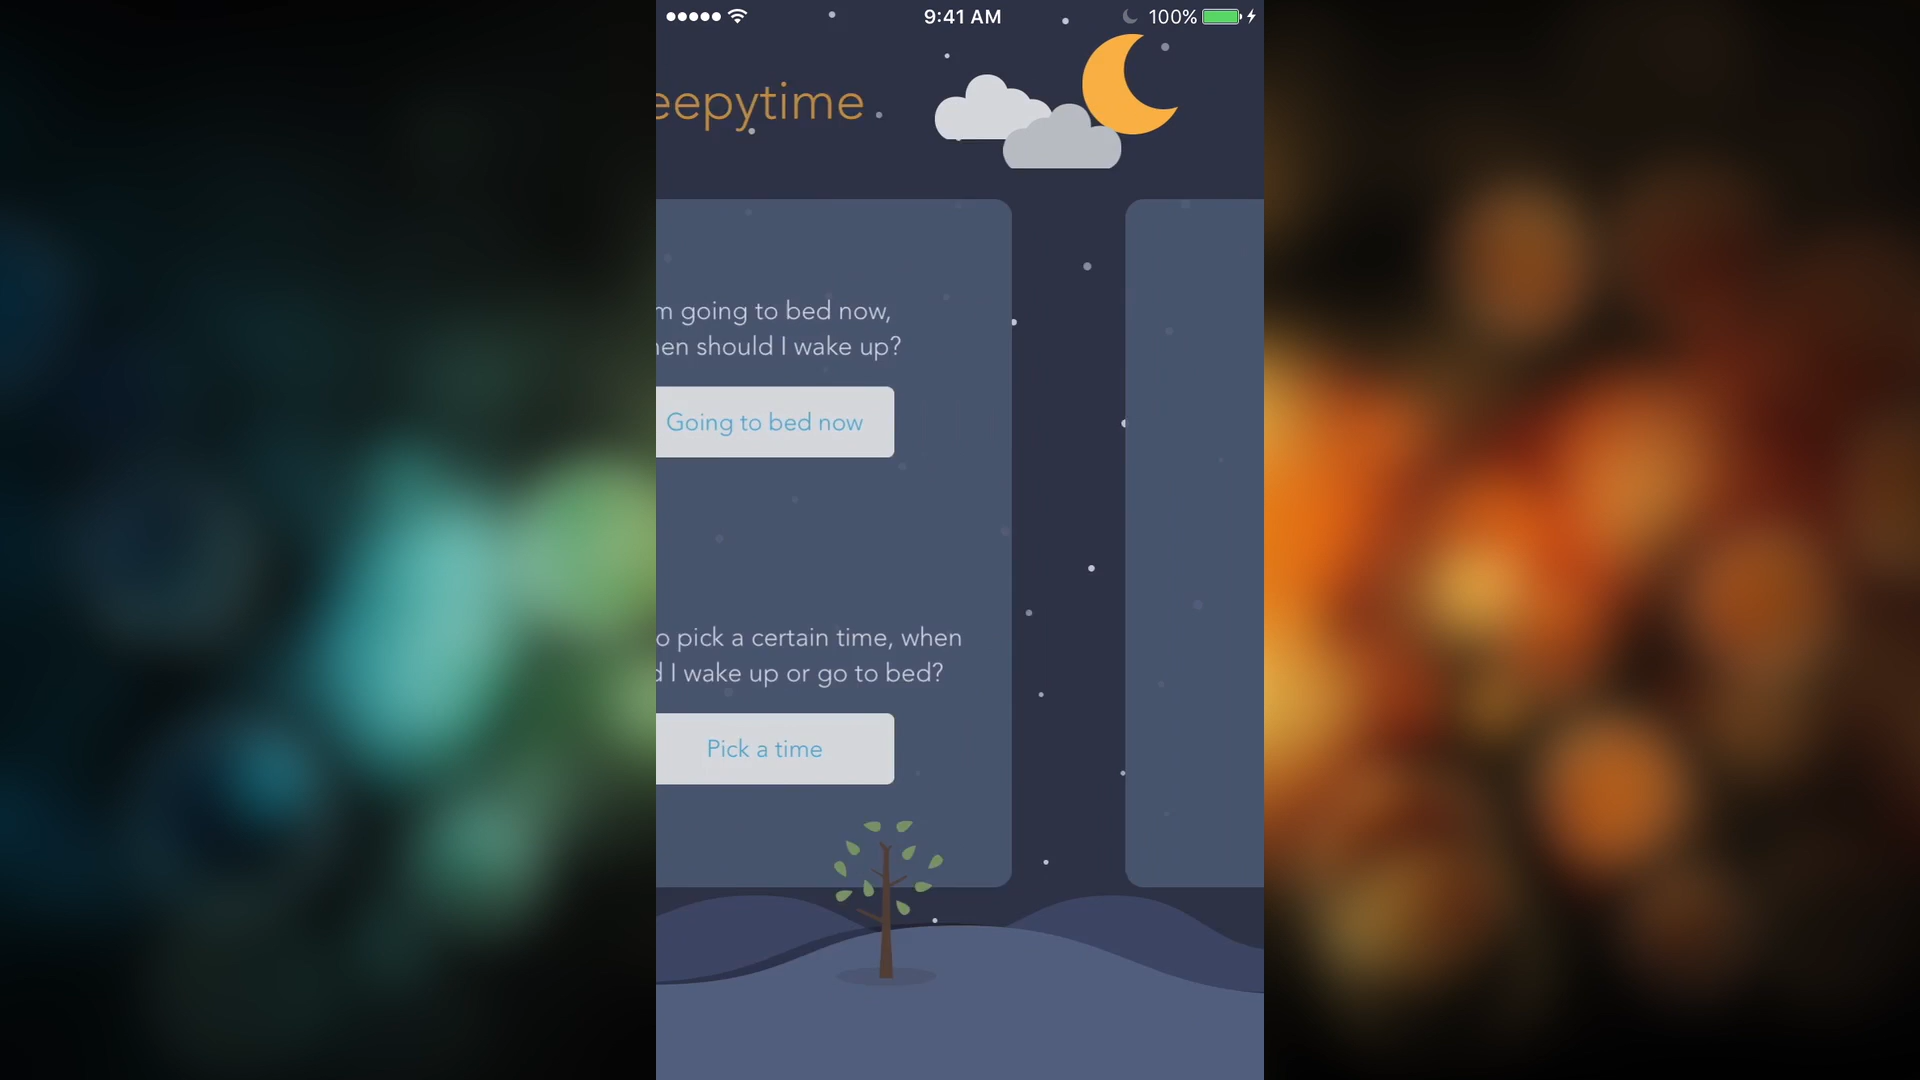 9:41 AM
100%
eepytime
m going to bed now,
hen should I wake up?
Going to bed now
o pick a certain time, when
d I wake up or go to bed?
Pick a time